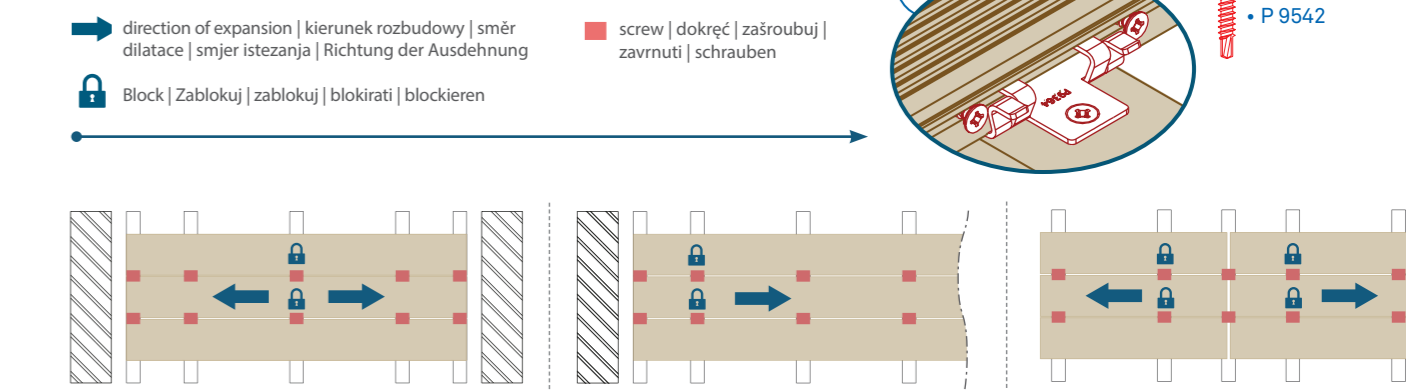 direction of expansion | kierunek rozbudowy | směr
dilatace | smjer istezanja | Richtung der Ausdehnung
screw | dokręć | zašroubuj |
zavrnuti | schrauben
• P 9542
Block | Zablokuj | zablokuj | blokirati | blockieren
P9364